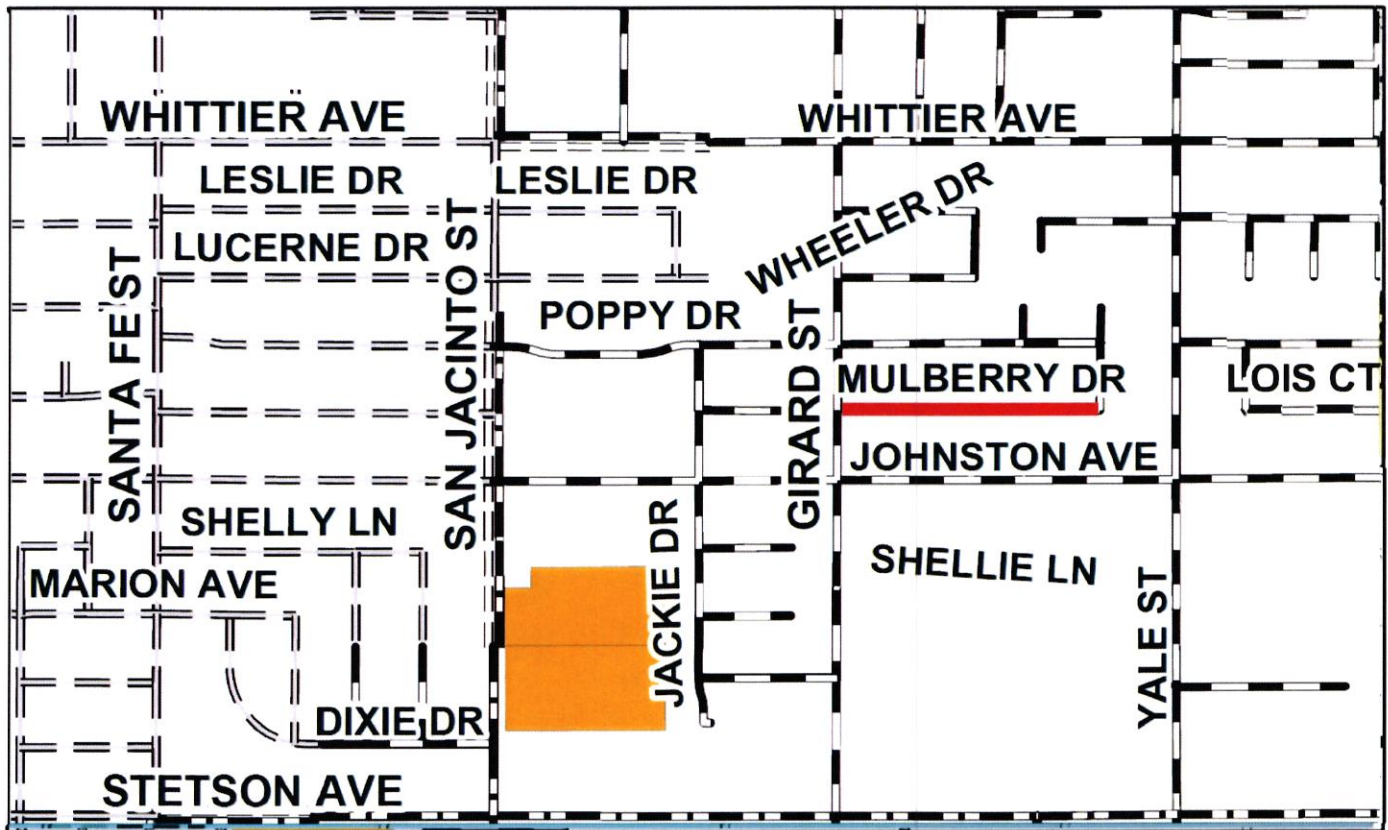 WHITTIER AVE
WHITTIER AVE
LESLIE DR
LESLIE DR
WHEELER DR
LUCERNE DR
SANTA FE ST
SAN JACINTO ST
POPPY DR
GIRARD ST
MULBERRY DR
LOIS CT
JOHNSTON AVE
SHELLY LN
SHELLIE LN
MARION AVE
JACKIE DR
YALE ST
DIXIE DR
STETSON AVE